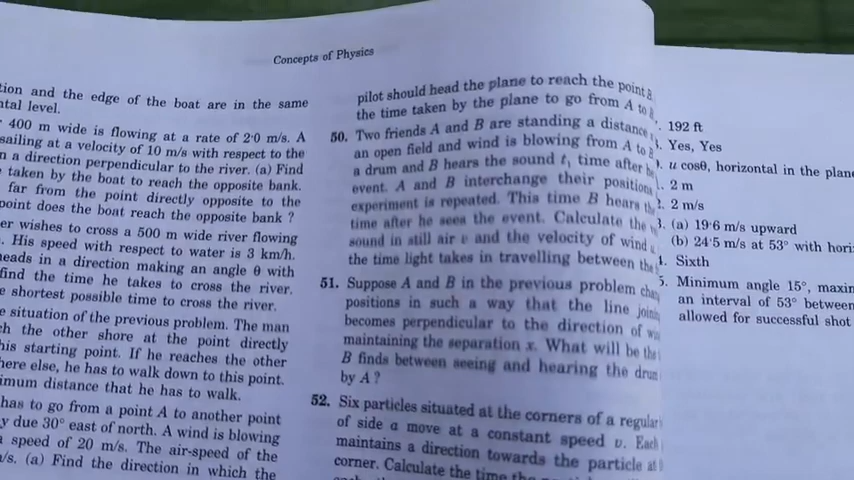 Concepts of Physics
tion and the edge of the boat are in the same
ntal level.
400 m wide is flowing at a rate of 2·0 m/s. A
sailing at a velocity of 10 m/s with respect to the
n a direction perpendicular to the river. (a) Find
taken by the boat to reach the opposite bank.
far from the point directly opposite to the
point does the boat reach the opposite bank ?
er wishes to cross a 500 m wide river flowing
. His speed with respect to water is 3 km/h.
eads in a direction making an angle θ with
find the time he takes to cross the river.
e shortest possible time to cross the river.
e situation of the previous problem. The man
ch the other shore at the point directly
his starting point. If he reaches the other
here else, he has to walk down to this point.
imum distance that he has to walk.
has to go from a point A to another point
y due 30° east of north. A wind is blowing
a speed of 20 m/s. The air-speed of the
/s. (a) Find the direction in which the
pilot should head the plane to reach the point B.
the time taken by the plane to go from A to
50. Two friends A and B are standing a distance
an open field and wind is blowing from A to
a drum and B hears the sound t₁ time after he
event. A and B interchange their positions
experiment is repeated. This time B hears the
time after he sees the event. Calculate the
sound in still air v and the velocity of wind
the time light takes in travelling between the
51. Suppose A and B in the previous problem chan
positions in such a way that the line joining
becomes perpendicular to the direction of
maintaining the separation x. What will be the
B finds between seeing and hearing the drum
by A ?
52. Six particles situated at the corners of a regular
of side a move at a constant speed v. Each
maintains a direction towards the particle at
corner. Calculate the time the
192 ft
Yes, Yes
u cosθ, horizontal in the plane
2 m
2 m/s
(a) 19·6 m/s upward
(b) 24·5 m/s at 53° with hori
Sixth
Minimum angle 15°, maxin
an interval of 53° between
allowed for successful shot